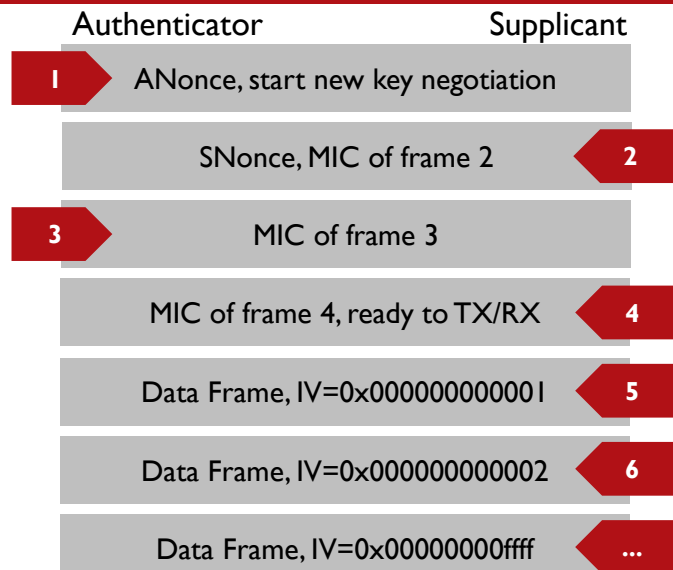 Authenticator Supplicant
1 ANonce, start new key negotiation
SNonce, MIC of frame 2 2
3 MIC of frame 3
MIC of frame 4, ready to TX/RX 4
Data Frame, IV=0x000000000001 5
Data Frame, IV=0x000000000002 6
Data Frame, IV=0x00000000ffff ...